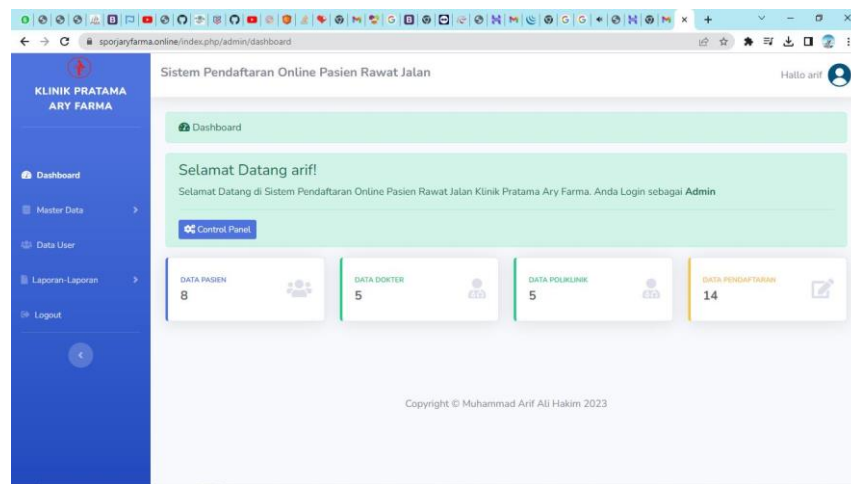 sporjaryfarma.online/index.php/admin/dashboard
KLINIK PRATAMA
ARY FARMA
Sistem Pendaftaran Online Pasien Rawat Jalan
Hallo arif
Dashboard
Selamat Datang arif!
Selamat Datang di Sistem Pendaftaran Online Pasien Rawat Jalan Klinik Pratama Ary Farma. Anda Login sebagai Admin
Control Panel
Dashboard
Master Data
Data User
Laporan-Laporan
Logout
DATA PASIEN
8
DATA DOKTER
5
DATA POLIKLINIK
5
DATA PENDAFTARAN
14
Copyright © Muhammad Arif Ali Hakim 2023